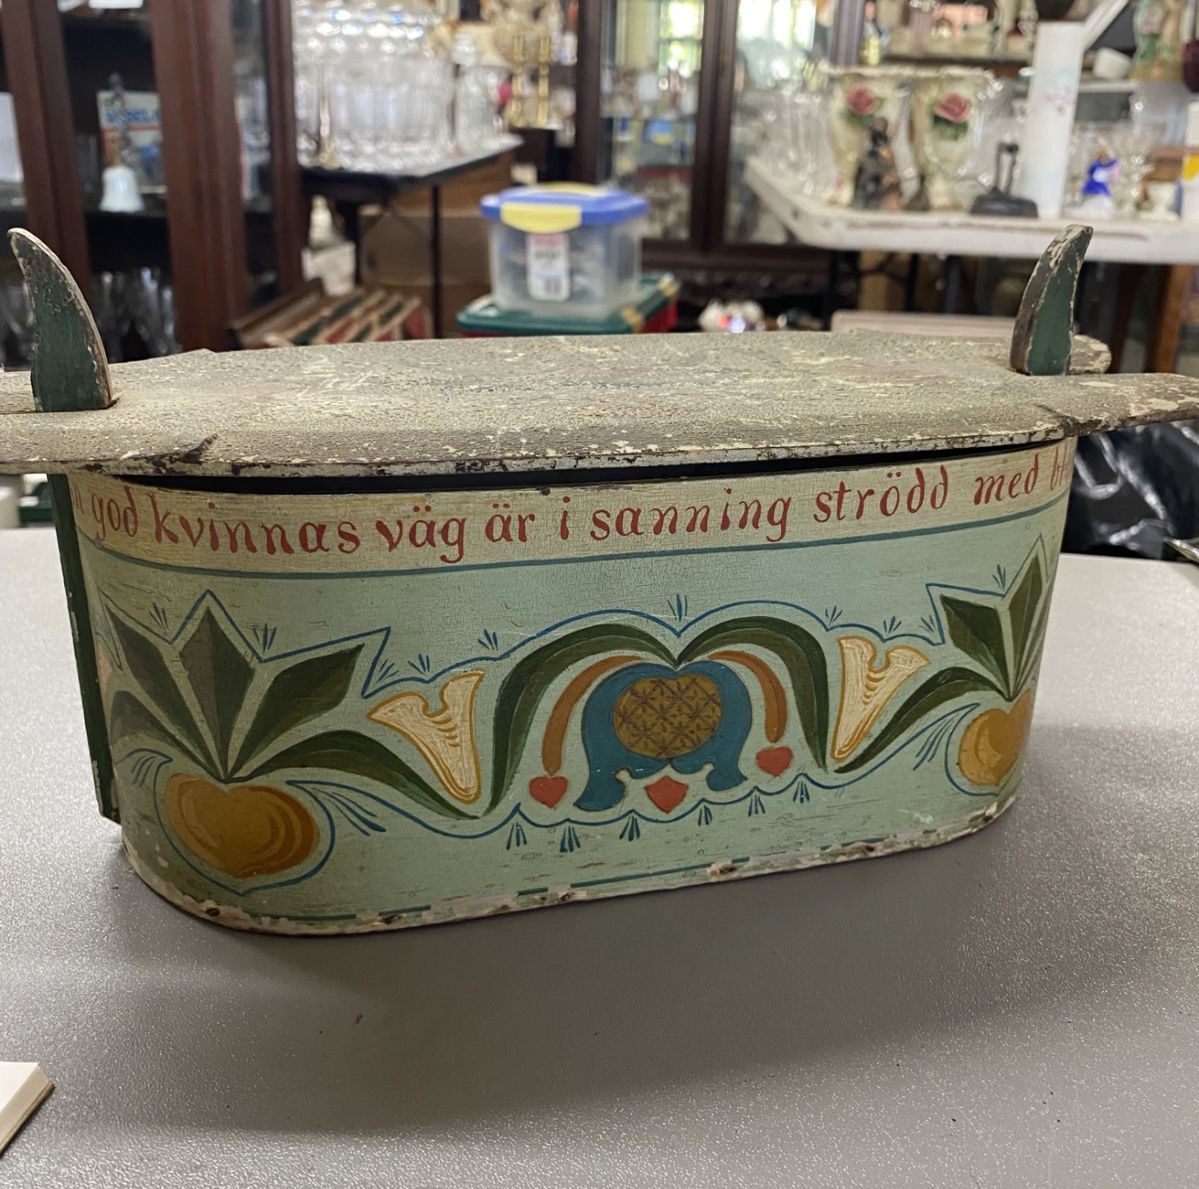 god kvinnas väg är i sanning strödd med